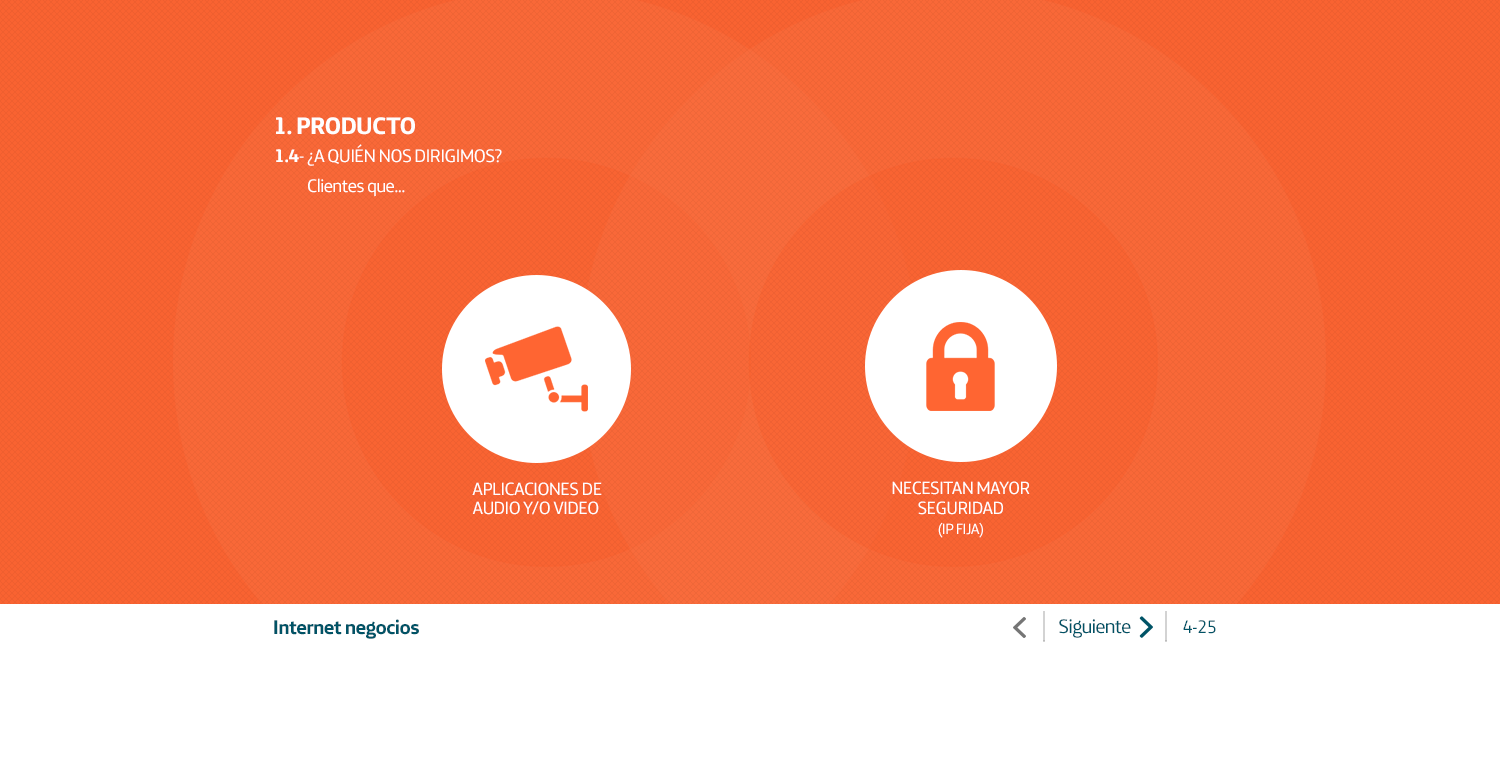 1. PRODUCTO
1.4- ¿A QUIÉN NOS DIRIGIMOS?
Clientes que...
APLICACIONES DE
AUDIO Y/O VIDEO
NECESITAN MAYOR
SEGURIDAD
(IP FIJA)
Internet negocios
Siguiente
4-25